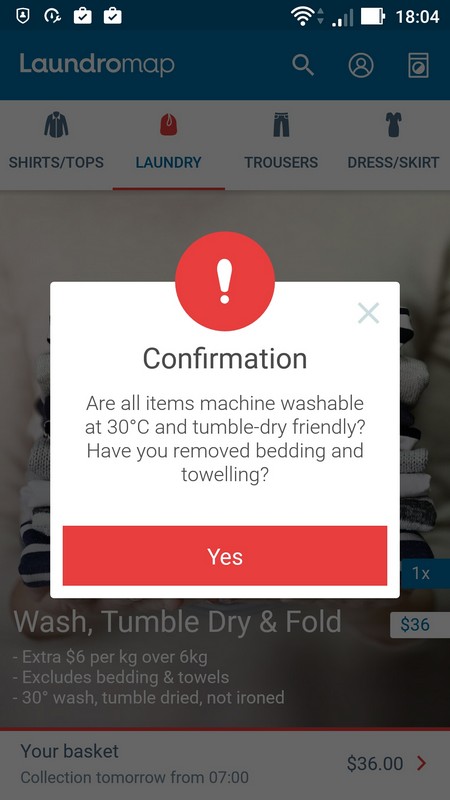 18:04
Laundromap
SHIRTS/TOPS
LAUNDRY
TROUSERS
DRESS/SKIRT
Confirmation
Are all items machine washable
at 30°C and tumble-dry friendly?
Have you removed bedding and
towelling?
Yes
1x
Wash, Tumble Dry & Fold
$36
- Extra $6 per kg over 6kg
- Excludes bedding & towels
- 30° wash, tumble dried, not ironed
Your basket
$36.00
Collection tomorrow from 07:00